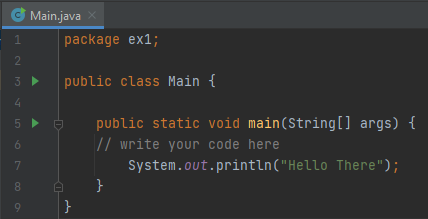 Main.java
1 package ex1;
2
3 public class Main {
4
5     public static void main(String[] args) {
6     // write your code here
7         System.out.println("Hello There");
8     }
9 }